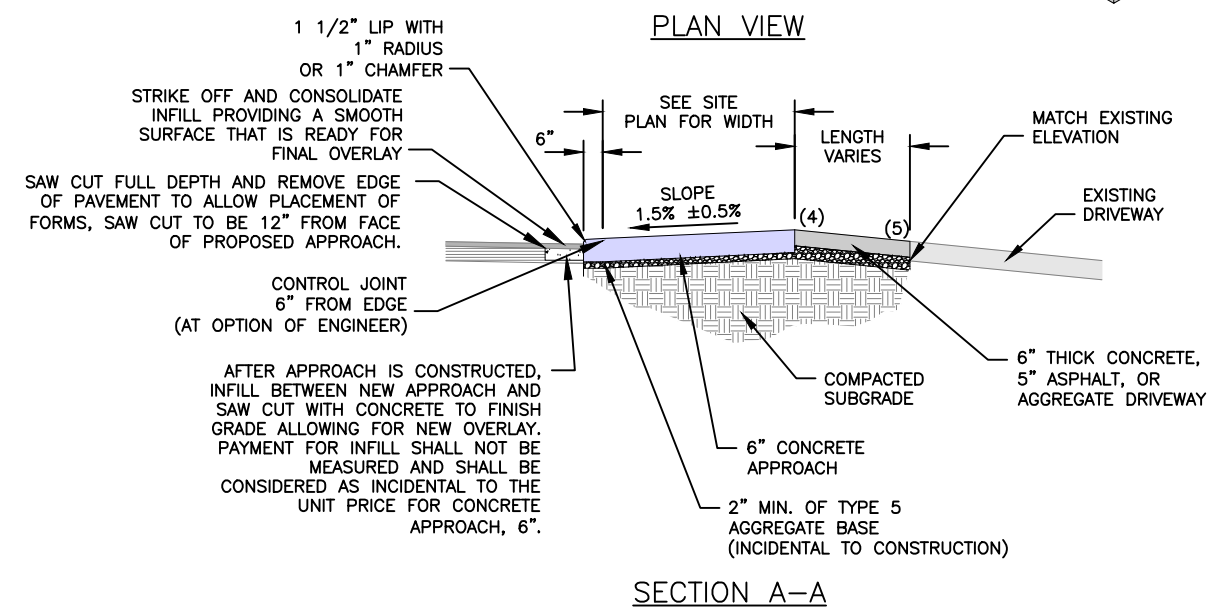 PLAN VIEW
1 1/2" LIP WITH
1" RADIUS
OR 1" CHAMFER
STRIKE OFF AND CONSOLIDATE
INFILL PROVIDING A SMOOTH
SURFACE THAT IS READY FOR
FINAL OVERLAY
SAW CUT FULL DEPTH AND REMOVE EDGE
OF PAVEMENT TO ALLOW PLACEMENT OF
FORMS, SAW CUT TO BE 12" FROM FACE
OF PROPOSED APPROACH.
CONTROL JOINT
6" FROM EDGE
(AT OPTION OF ENGINEER)
AFTER APPROACH IS CONSTRUCTED,
INFILL BETWEEN NEW APPROACH AND
SAW CUT WITH CONCRETE TO FINISH
GRADE ALLOWING FOR NEW OVERLAY.
PAYMENT FOR INFILL SHALL NOT BE
MEASURED AND SHALL BE
CONSIDERED AS INCIDENTAL TO THE
UNIT PRICE FOR CONCRETE
APPROACH, 6".
6"
SEE SITE
PLAN FOR WIDTH
LENGTH
VARIES
SLOPE
1.5% ±0.5%
(4)
(5)
MATCH EXISTING
ELEVATION
EXISTING
DRIVEWAY
6" THICK CONCRETE,
5" ASPHALT, OR
AGGREGATE DRIVEWAY
COMPACTED
SUBGRADE
6" CONCRETE
APPROACH
2" MIN. OF TYPE 5
AGGREGATE BASE
(INCIDENTAL TO CONSTRUCTION)
SECTION A-A